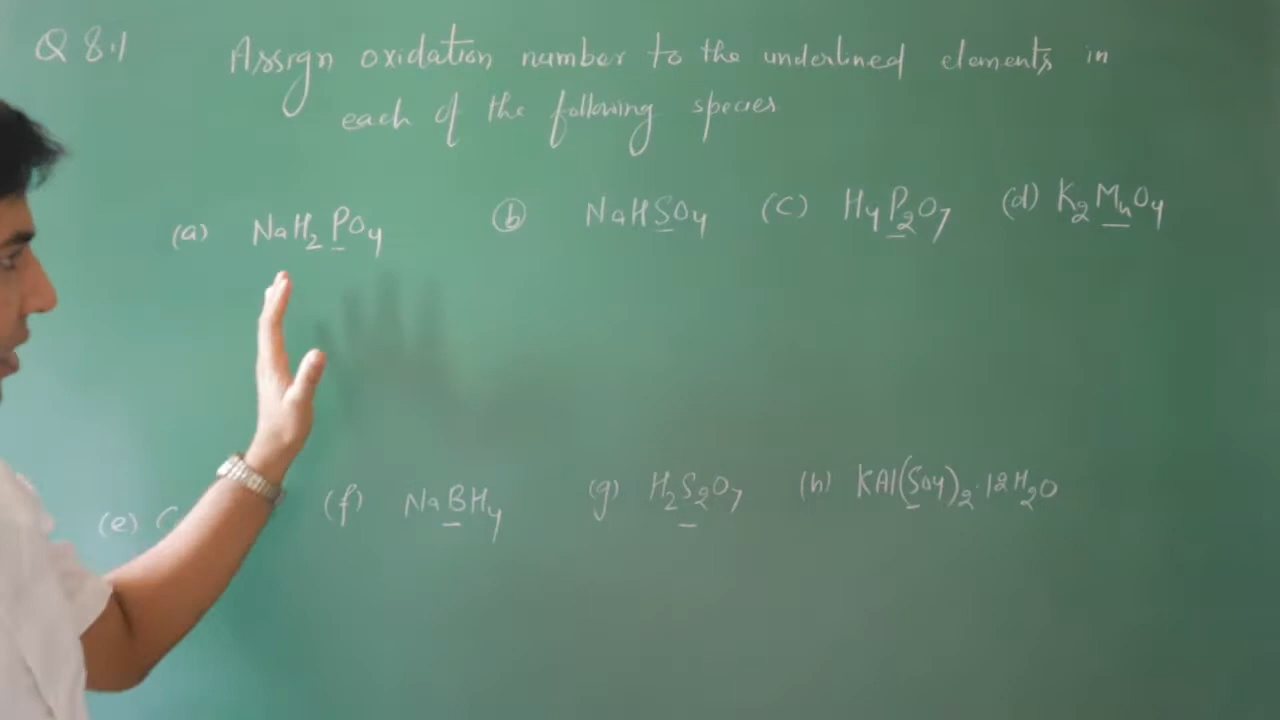 Q 8.1 Assign oxidation number to the underlined elements in
each of the following species
(a) NaH₂PO₄ (b) NaHSO₄ (c) H₄P₂O₇ (d) K₂MnO₄
(e) C (f) NaBH₄ (g) H₂S₂O₇ (h) KAl(SO₄)₂.12H₂O